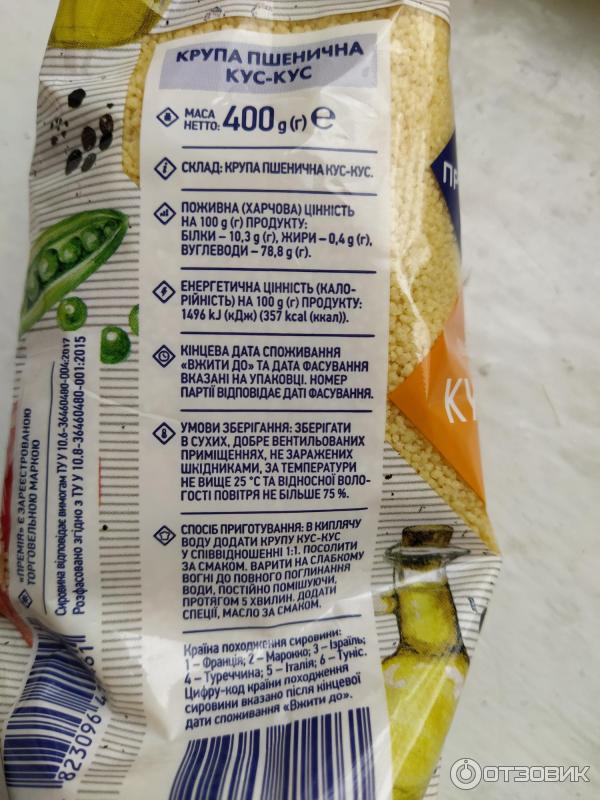 КРУПА ПШЕНИЧНА
КУС-КУС
МАСА
НЕТТО: 400 g (г) ℮
СКЛАД: КРУПА ПШЕНИЧНА КУС-КУС.
ПОЖИВНА (ХАРЧОВА) ЦІННІСТЬ
НА 100 g (г) ПРОДУКТУ:
БІЛКИ – 10,3 g (г), ЖИРИ – 0,4 g (г),
ВУГЛЕВОДИ – 78,8 g (г).
ЕНЕРГЕТИЧНА ЦІННІСТЬ (КАЛО-
РІЙНІСТЬ) НА 100 g (г) ПРОДУКТУ:
1496 kJ (кДж) (357 kcal (ккал)).
КІНЦЕВА ДАТА СПОЖИВАННЯ
«ВЖИТИ ДО» ТА ДАТА ФАСУВАННЯ
ВКАЗАНІ НА УПАКОВЦІ. НОМЕР
ПАРТІЇ ВІДПОВІДАЄ ДАТІ ФАСУВАННЯ.
УМОВИ ЗБЕРІГАННЯ: ЗБЕРІГАТИ
В СУХИХ, ДОБРЕ ВЕНТИЛЬОВАНИХ
ПРИМІЩЕННЯХ, НЕ ЗАРАЖЕНИХ
ШКІДНИКАМИ, ЗА ТЕМПЕРАТУРИ
НЕ ВИЩЕ 25 °С ТА ВІДНОСНОЇ ВОЛО-
ГОСТІ ПОВІТРЯ НЕ БІЛЬШЕ 75 %.
СПОСІБ ПРИГОТУВАННЯ: В КИПЛЯЧУ
ВОДУ ДОДАТИ КРУПУ КУС-КУС
У СПІВВІДНОШЕННІ 1:1. ПОСОЛИТИ
ЗА СМАКОМ. ВАРИТИ НА СЛАБКОМУ
ВОГНІ ДО ПОВНОГО ПОГЛИНАННЯ
ВОДИ, ПОСТІЙНО ПОМІШУЮЧИ,
ПРОТЯГОМ 5 ХВИЛИН. ДОДАТИ
СПЕЦІЇ, МАСЛО ЗА СМАКОМ.
Країна походження сировини:
1 – Франція; 2 – Марокко; 3 – Ізраїль;
4 – Туреччина; 5 – Італія; 6 – Туніс.
Цифру-код країни походження
сировини вказано після кінцевої
дати споживання «Вжити до».
«ПРЕМІЯ» Є ЗАРЕЄСТРОВАНОЮ
ТОРГОВЕЛЬНОЮ МАРКОЮ
Сировина відповідає вимогам ТУ У 10.6-36460480-004:2017
Розфасовано згідно з ТУ У 10.8-36460480-001:2015
ПР
КУ
823096
61
ОТЗОВИК